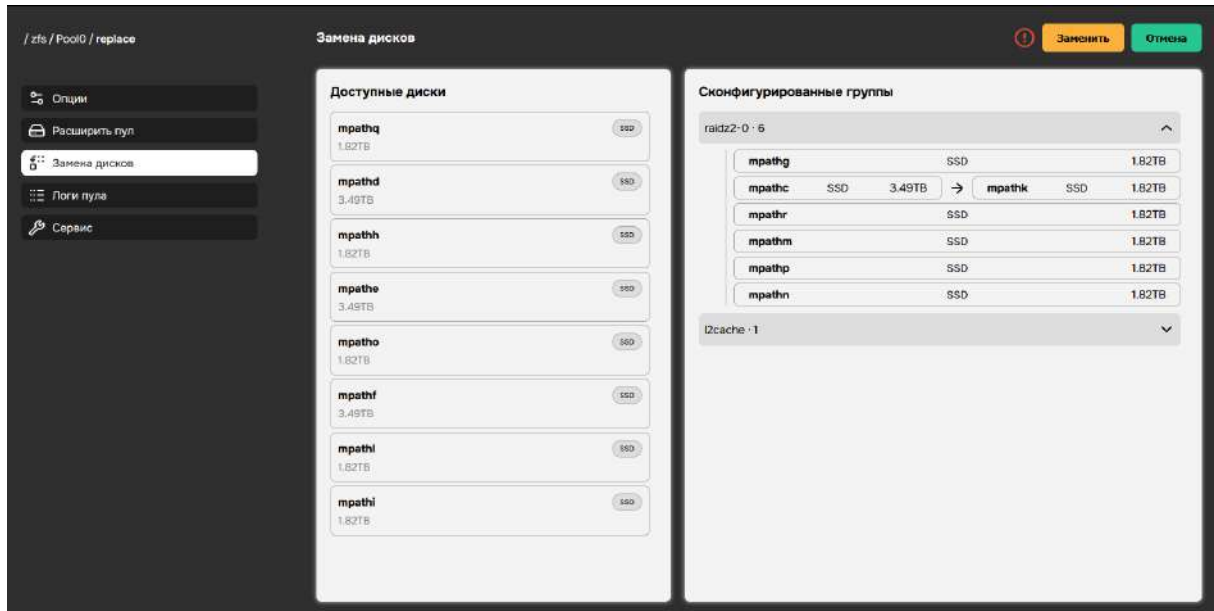 / zfs / Pool0 / replace
Замена дисков
Заменить
Отмена
Опции
Расширить пул
Замена дисков
Логи пула
Сервис
Доступные диски
mpathq SSD
1.82TB
mpathd SSD
3.49TB
mpathh SSD
1.82TB
mpathe SSD
3.49TB
mpatho SSD
1.82TB
mpathf SSD
3.49TB
mpathl SSD
1.82TB
mpathi SSD
1.82TB
Сконфигурированные группы
raidz2-0 · 6
mpathg SSD 1.82TB
mpathc SSD 3.49TB → mpathk SSD 1.82TB
mpathr SSD 1.82TB
mpathm SSD 1.82TB
mpathp SSD 1.82TB
mpathn SSD 1.82TB
l2cache · 1